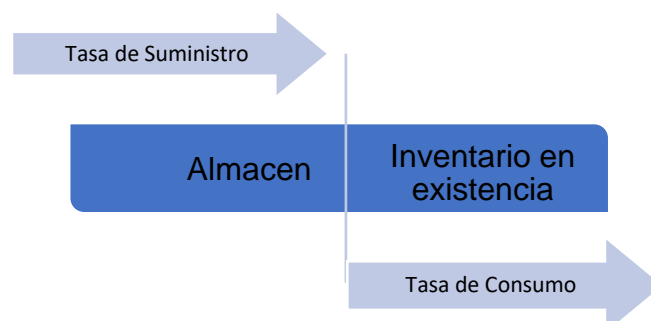 Tasa de Suministro
Almacen
Inventario en
existencia
Tasa de Consumo